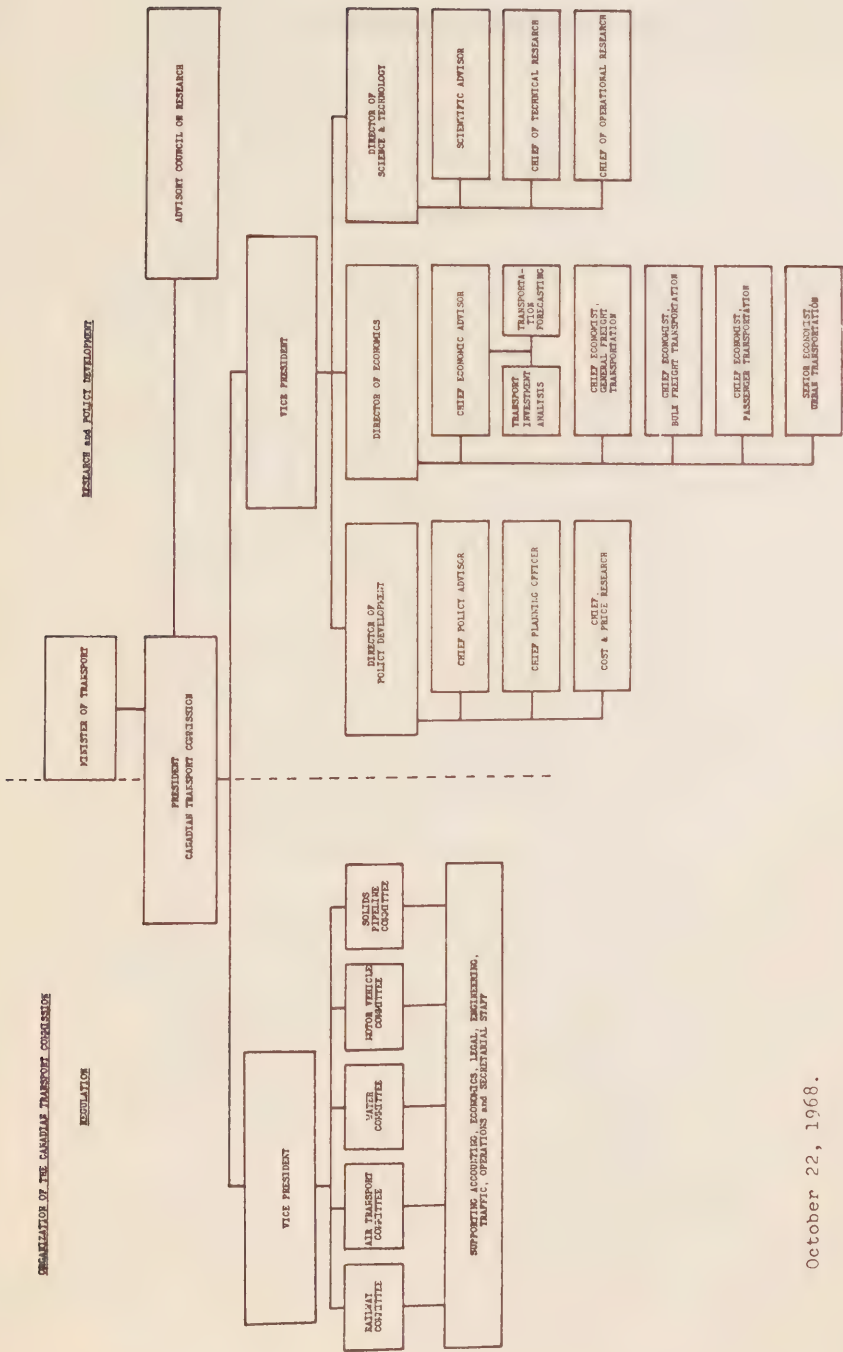 ORGANIZATION OF THE CANADIAN TRANSPORT COMMISSION
REGULATION
RESEARCH and POLICY DEVELOPMENT
MINISTER OF TRANSPORT
PRESIDENT
CANADIAN TRANSPORT COMMISSION
ADVISORY COUNCIL ON RESEARCH
VICE PRESIDENT
VICE PRESIDENT
RAILWAY
COMMITTEE
AIR TRANSPORT
COMMITTEE
WATER
COMMITTEE
MOTOR VEHICLE
COMMITTEE
SOLIDS
PIPELINE
COMMITTEE
SUPPORTING ACCOUNTING, ECONOMICS, LEGAL, ENGINEERING,
TRAFFIC, OPERATIONS and SECRETARIAL STAFF
DIRECTOR OF
POLICY DEVELOPMENT
CHIEF POLICY ADVISOR
CHIEF PLANNING OFFICER
CHIEF,
COST & PRICE RESEARCH
DIRECTOR OF ECONOMICS
CHIEF ECONOMIC ADVISOR
TRANSPORT
INVESTMENT
ANALYSIS
TRANSPORTA-
TION
FORECASTING
CHIEF ECONOMIST,
GENERAL FREIGHT
TRANSPORTATION
CHIEF ECONOMIST,
BULK FREIGHT TRANSPORTATION
CHIEF ECONOMIST,
PASSENGER TRANSPORTATION
SENIOR ECONOMIST,
URBAN TRANSPORTATION
DIRECTOR OF
SCIENCE & TECHNOLOGY
SCIENTIFIC ADVISOR
CHIEF OF TECHNICAL RESEARCH
CHIEF OF OPERATIONAL RESEARCH
October 22, 1968.